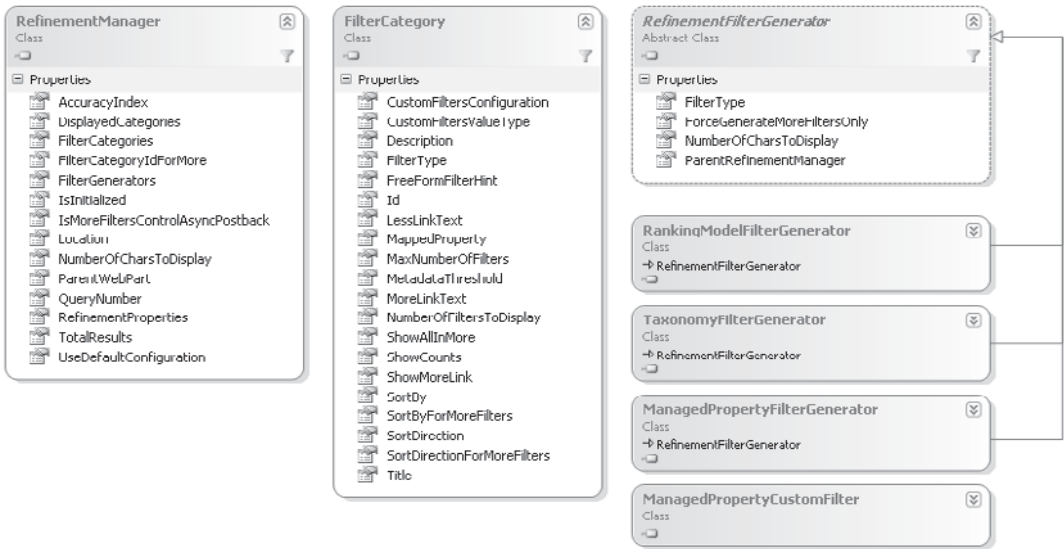 RefinementManager
Class
Properties
AccuracyIndex
DisplayedCategories
FilterCategories
FilterCategoryIdForMore
FilterGenerators
IsInitialized
IsMoreFiltersControlAsyncPostback
Location
NumberOfCharsToDisplay
ParentWebPart
QueryNumber
RefinementProperties
TotalResults
UseDefaultConfiguration
FilterCategory
Class
Properties
CustomFiltersConfiguration
CustomFiltersValueType
Description
FilterType
FreeFormFilterHint
Id
LessLinkText
MappedProperty
MaxNumberOfFilters
MetadataThreshold
MoreLinkText
NumberOfFiltersToDisplay
ShowAllInMore
ShowCounts
ShowMoreLink
SortBy
SortByForMoreFilters
SortDirection
SortDirectionForMoreFilters
Title
RefinementFilterGenerator
Abstract Class
Properties
FilterType
ForceGenerateMoreFiltersOnly
NumberOfCharsToDisplay
ParentRefinementManager
RankingModelFilterGenerator
Class
RefinementFilterGenerator
TaxonomyFilterGenerator
Class
RefinementFilterGenerator
ManagedPropertyFilterGenerator
Class
RefinementFilterGenerator
ManagedPropertyCustomFilter
Class